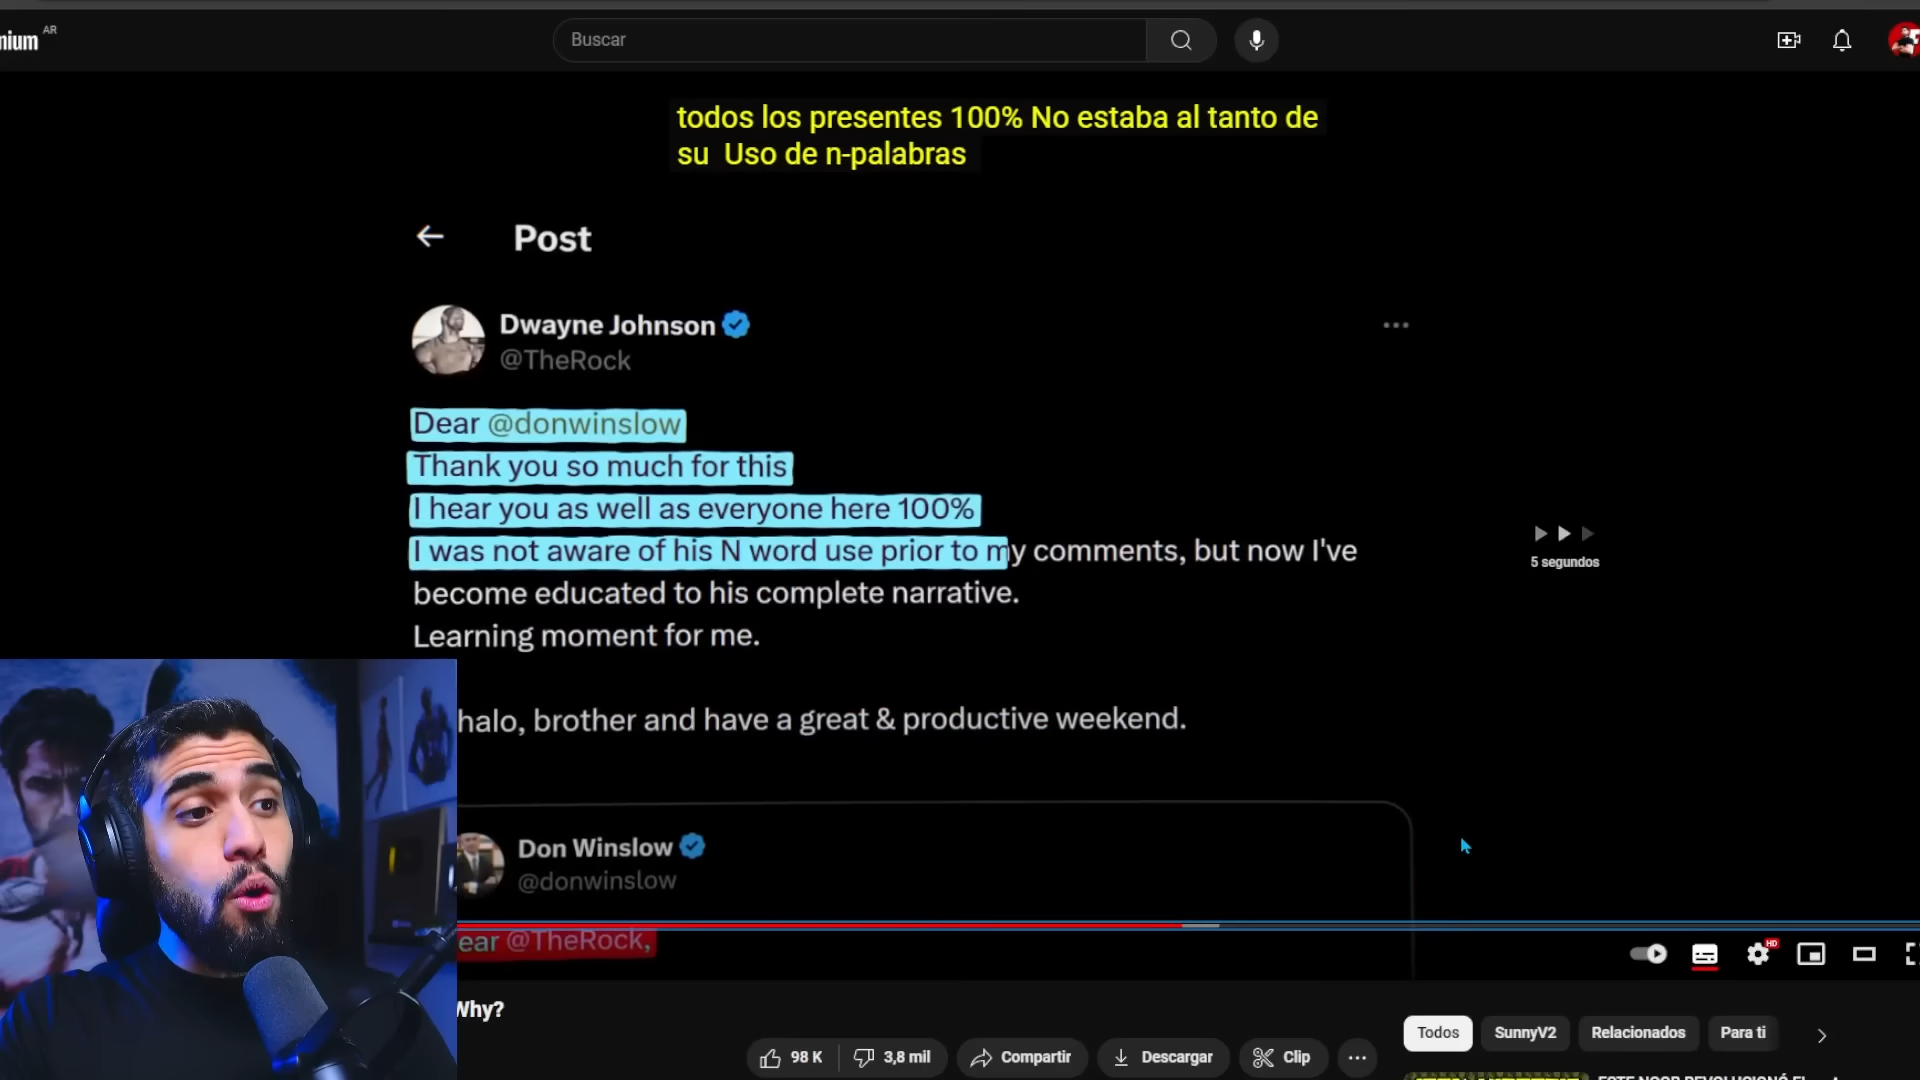 nium AR
Buscar
todos los presentes 100% No estaba al tanto de
su Uso de n-palabras
Post
Dwayne Johnson
@TheRock
Dear @donwinslow
Thank you so much for this
I hear you as well as everyone here 100%
I was not aware of his N word use prior to my comments, but now I've
become educated to his complete narrative.
Learning moment for me.
halo, brother and have a great & productive weekend.
5 segundos
Don Winslow
@donwinslow
ear @TheRock,
HD
Why?
98 K
3,8 mil
Compartir
Descargar
Clip
Todos
SunnyV2
Relacionados
Para ti